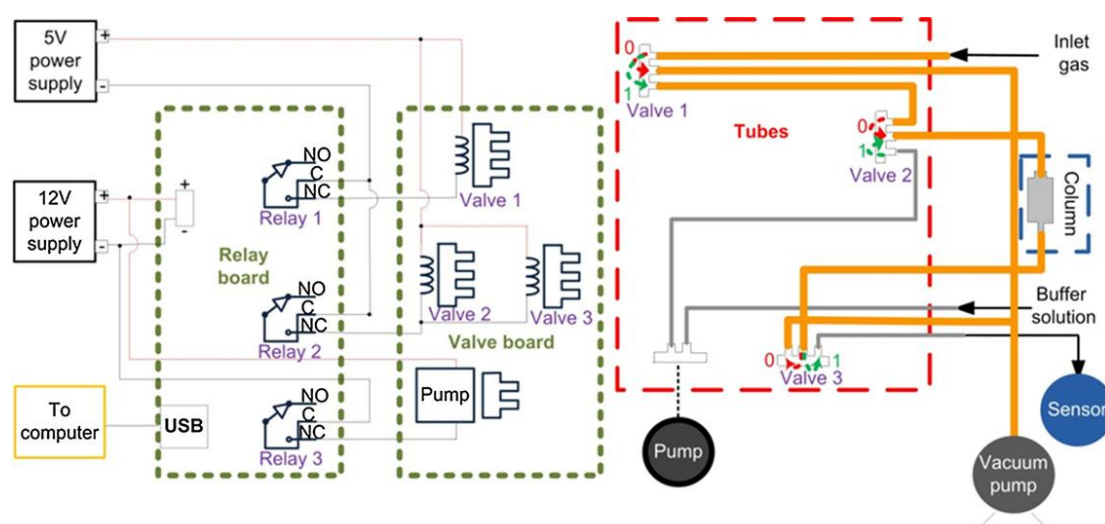 5V
power
supply
+
-
12V
power
supply
+
-
To
computer
+
-
Relay
board
USB
NO
C
NC
Relay 1
NO
C
NC
Relay 2
NO
C
NC
Relay 3
Valve 1
Valve 2
Valve 3
Valve board
Pump
0
1
Valve 1
Tubes
0
1
Valve 2
Inlet
gas
Column
Buffer
solution
0
1
Valve 3
Pump
Sensor
Vacuum
pump